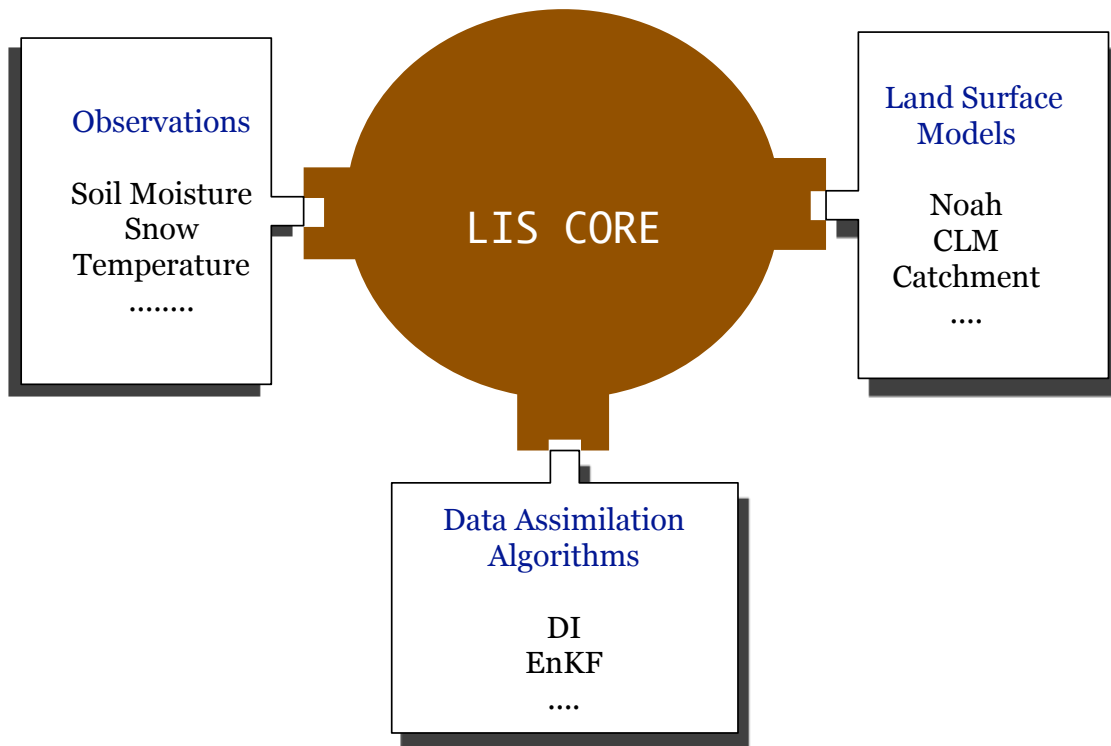 Observations
Soil Moisture
Snow
Temperature
........
LIS CORE
Land Surface
Models
Noah
CLM
Catchment
....
Data Assimilation
Algorithms
DI
EnKF
....